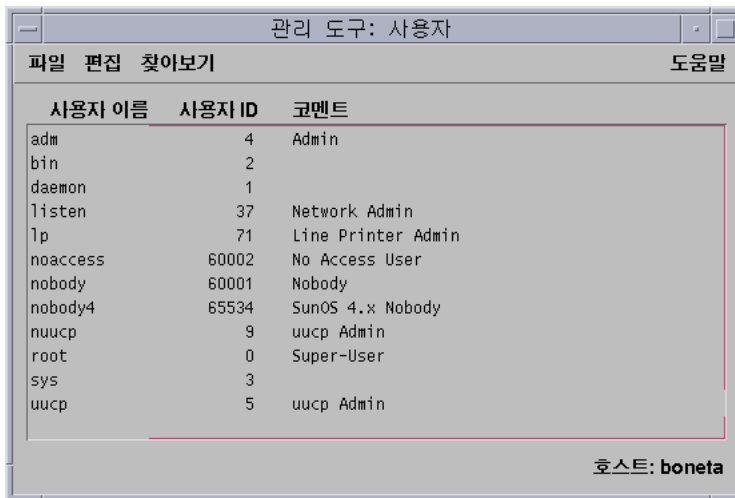 관리 도구: 사용자
파일 편집 찾아보기 도움말
사용자 이름 사용자 ID 코멘트
adm 4 Admin
bin 2
daemon 1
listen 37 Network Admin
lp 71 Line Printer Admin
noaccess 60002 No Access User
nobody 60001 Nobody
nobody4 65534 SunOS 4.x Nobody
nuucp 9 uucp Admin
root 0 Super-User
sys 3
uucp 5 uucp Admin
호스트: boneta